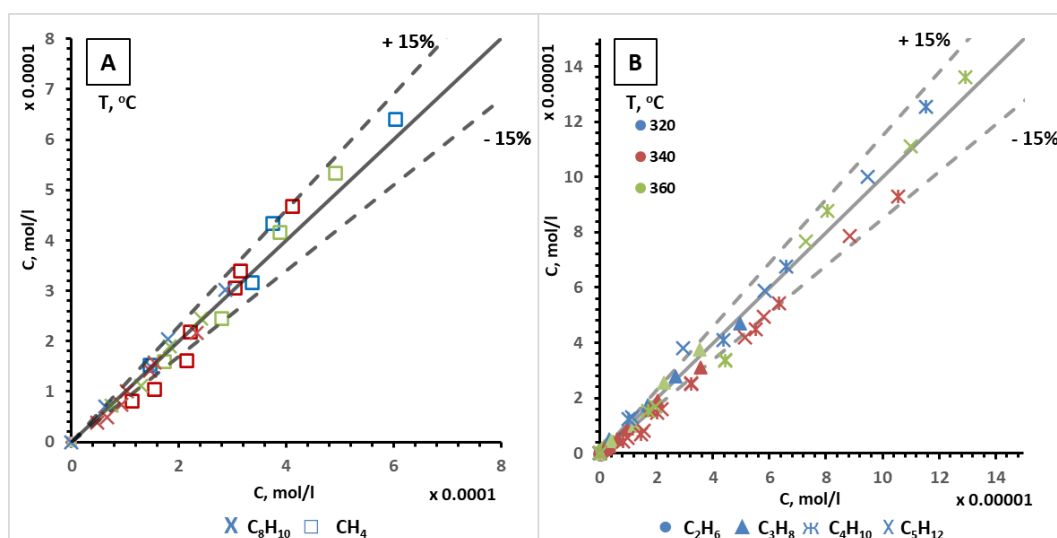 A
T, °C
+ 15%
- 15%
8
7
6
5
4
3
2
1
0
x 0.0001
C, mol/l
0 2 4 6 8
C, mol/l
x 0.0001
C₈H₁₀ CH₄
B
T, °C
320
340
360
+ 15%
- 15%
14
12
10
8
6
4
2
0
x 0.00001
C, mol/l
0 2 4 6 8 10 12 14
C, mol/l
x 0.00001
C₂H₆ C₃H₈ C₄H₁₀ C₅H₁₂